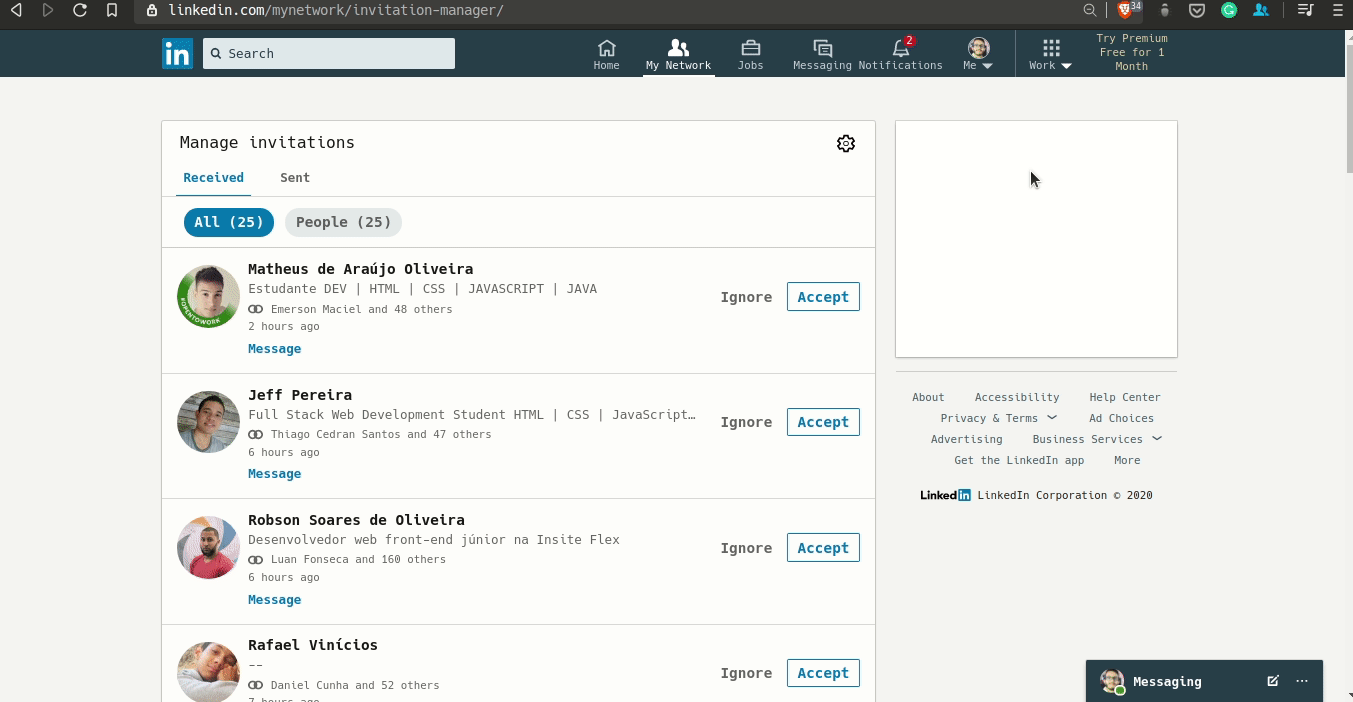 linkedin.com/mynetwork/invitation-manager/
34
in
Search
Home
My Network
Jobs
Messaging
2
Notifications
Me
Work
Try Premium
Free for 1
Month
Manage invitations
Received
Sent
All (25)
People (25)
#OPENTOWORK
Matheus de Araújo Oliveira
Estudante DEV | HTML | CSS | JAVASCRIPT | JAVA
Emerson Maciel and 48 others
2 hours ago
Message
Ignore
Accept
Jeff Pereira
Full Stack Web Development Student HTML | CSS | JavaScript…
Thiago Cedran Santos and 47 others
6 hours ago
Message
Ignore
Accept
Robson Soares de Oliveira
Desenvolvedor web front-end júnior na Insite Flex
Luan Fonseca and 160 others
6 hours ago
Message
Ignore
Accept
Rafael Vinícios
--
Daniel Cunha and 52 others
7 hours ago
Ignore
Accept
About
Accessibility
Help Center
Privacy & Terms
Ad Choices
Advertising
Business Services
Get the LinkedIn app
More
Linkedin LinkedIn Corporation © 2020
Messaging